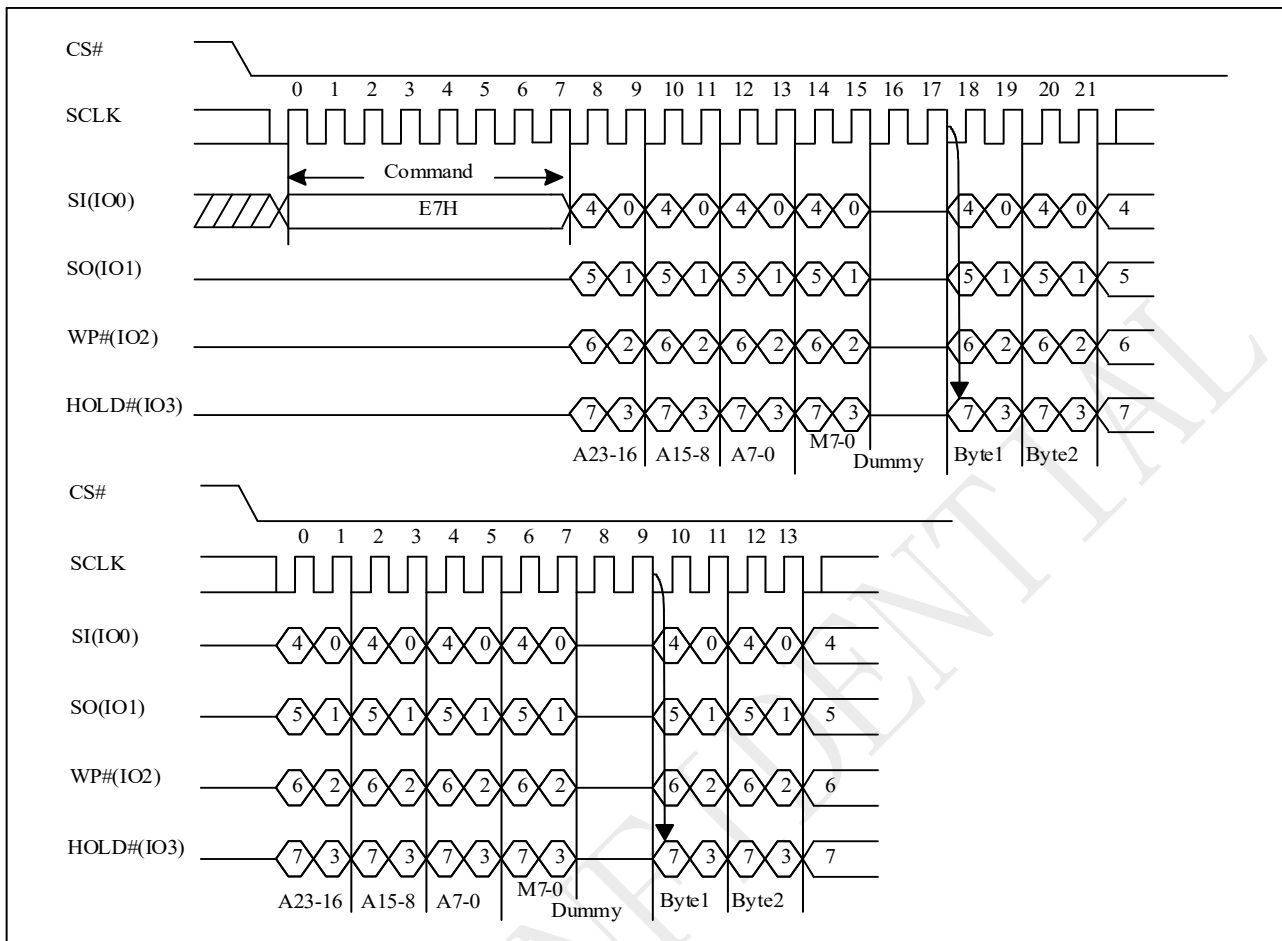 CS#
0 1 2 3 4 5 6 7 8 9 10 11 12 13 14 15 16 17 18 19 20 21
SCLK
Command
SI(IO0) E7H 4 0 4 0 4 0 4 0 4 0 4 0 4
SO(IO1) 5 1 5 1 5 1 5 1 5 1 5 1 5
WP#(IO2) 6 2 6 2 6 2 6 2 6 2 6 2 6
HOLD#(IO3) 7 3 7 3 7 3 7 3 7 3 7 3 7
A23-16 A15-8 A7-0 M7-0 Dummy Byte1 Byte2
CS#
0 1 2 3 4 5 6 7 8 9 10 11 12 13
SCLK
SI(IO0) 4 0 4 0 4 0 4 0 4 0 4 0 4
SO(IO1) 5 1 5 1 5 1 5 1 5 1 5 1 5
WP#(IO2) 6 2 6 2 6 2 6 2 6 2 6 2 6
HOLD#(IO3) 7 3 7 3 7 3 7 3 7 3 7 3 7
A23-16 A15-8 A7-0 M7-0 Dummy Byte1 Byte2